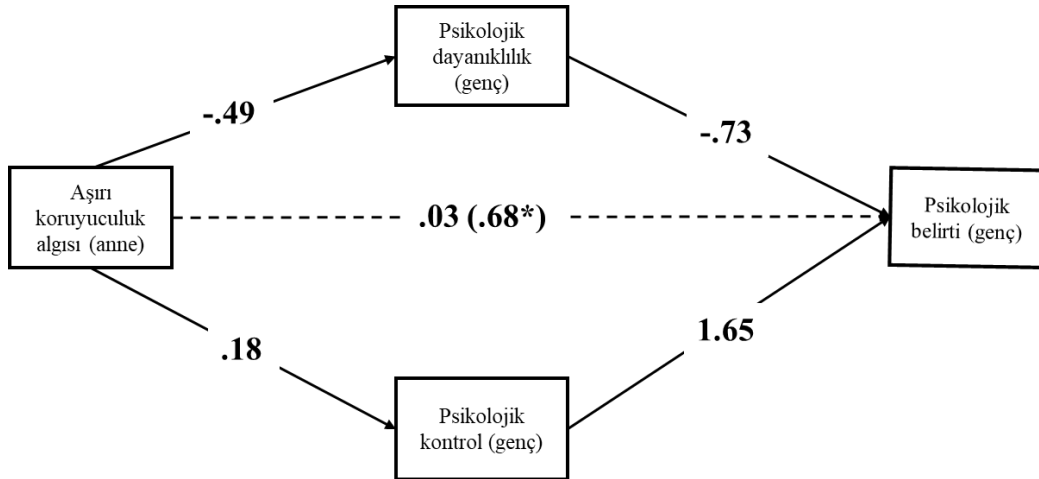 Psikolojik
dayanıklılık
(genç)
-.49
-.73
Aşırı
koruyuculuk
algısı (anne)
.03 (.68*)
Psikolojik
belirti (genç)
.18
1.65
Psikolojik
kontrol (genç)